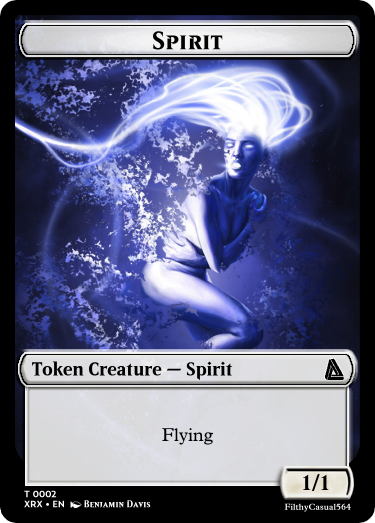 Spirit
Token Creature — Spirit
Flying
1/1
T 0002
XRX • EN Benjamin Davis
FilthyCasual564